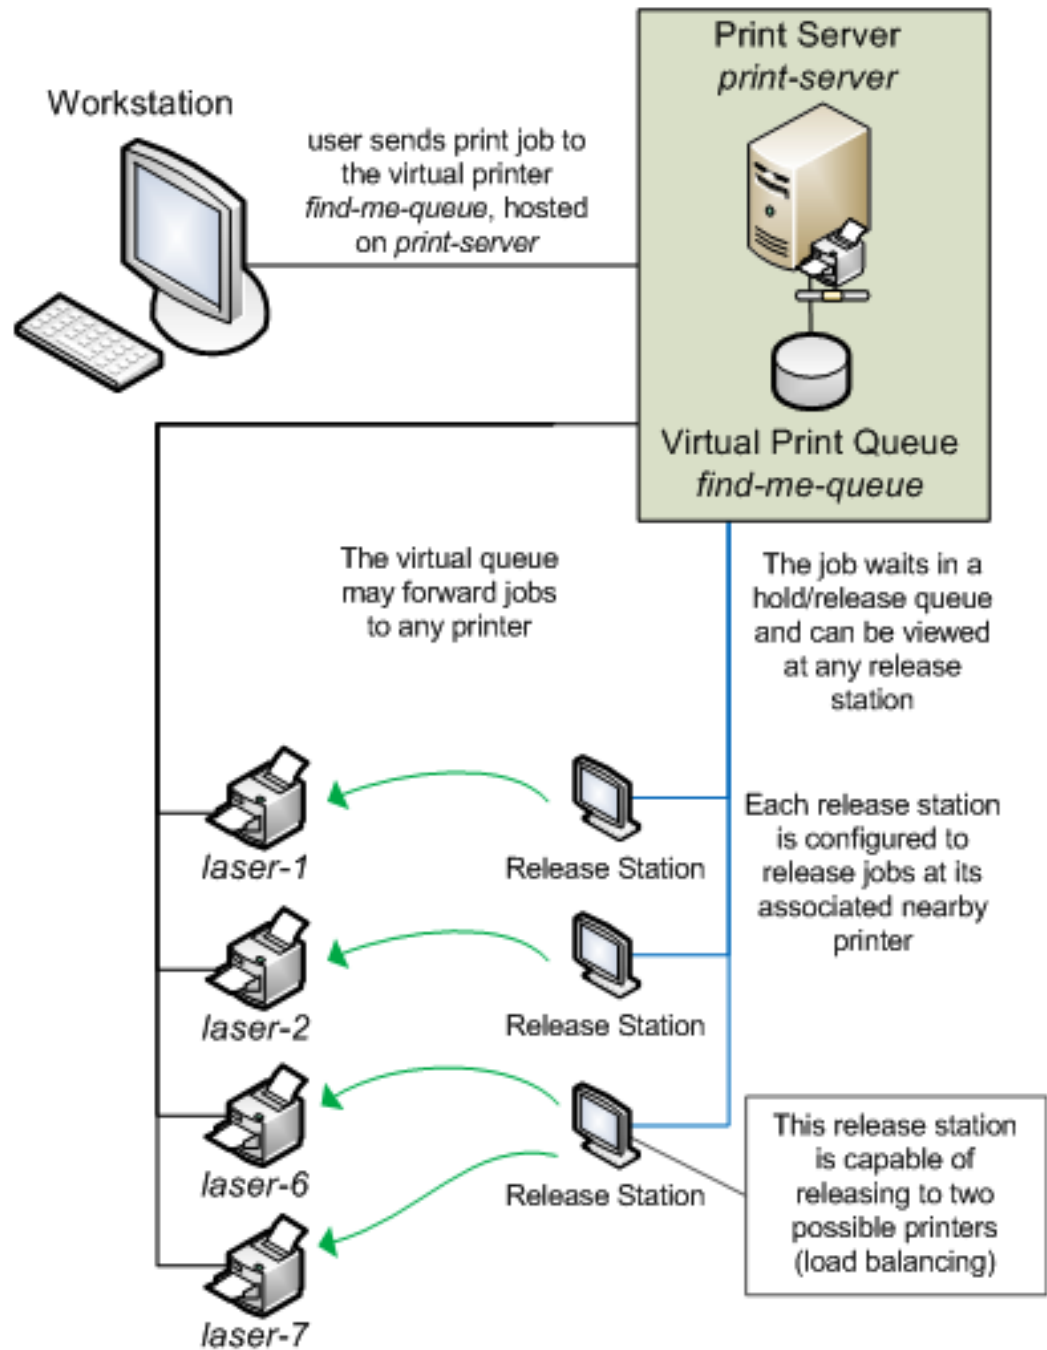 Print Server
print-server
Workstation
user sends print job to
the virtual printer
find-me-queue, hosted
on print-server
Virtual Print Queue
find-me-queue
The virtual queue
may forward jobs
to any printer
The job waits in a
hold/release queue
and can be viewed
at any release
station
Each release station
is configured to
release jobs at its
associated nearby
printer
laser-1
Release Station
laser-2
Release Station
laser-6
Release Station
This release station
is capable of
releasing to two
possible printers
(load balancing)
laser-7